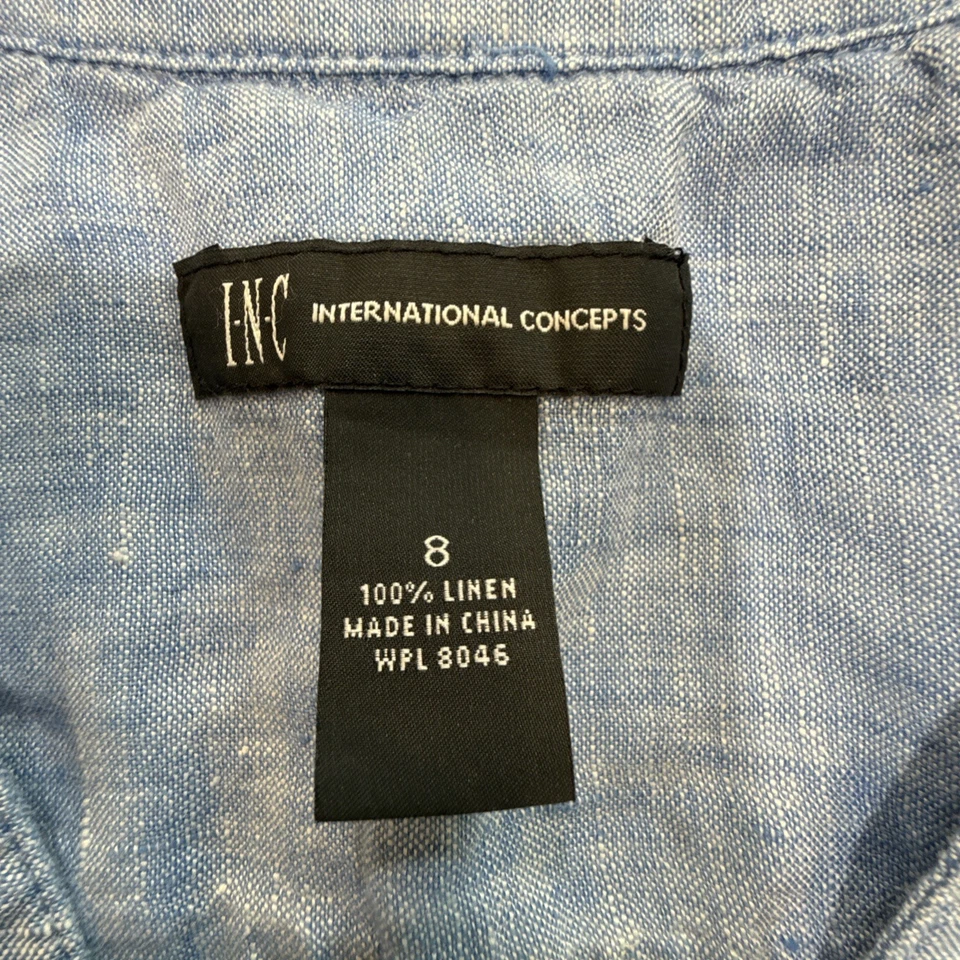 I·N·C INTERNATIONAL CONCEPTS
8
100% LINEN
MADE IN CHINA
WPL 8046